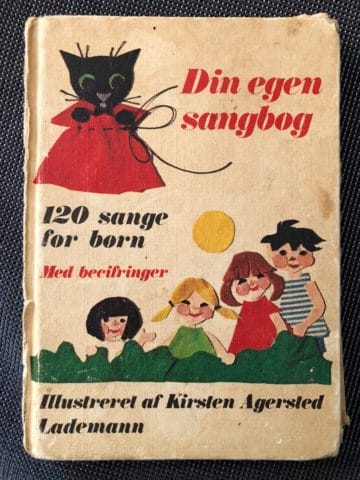 Din egen
sangbog
120 sange
for børn
Med becifringer
Illustreret af Kirsten Agersted
Lademann